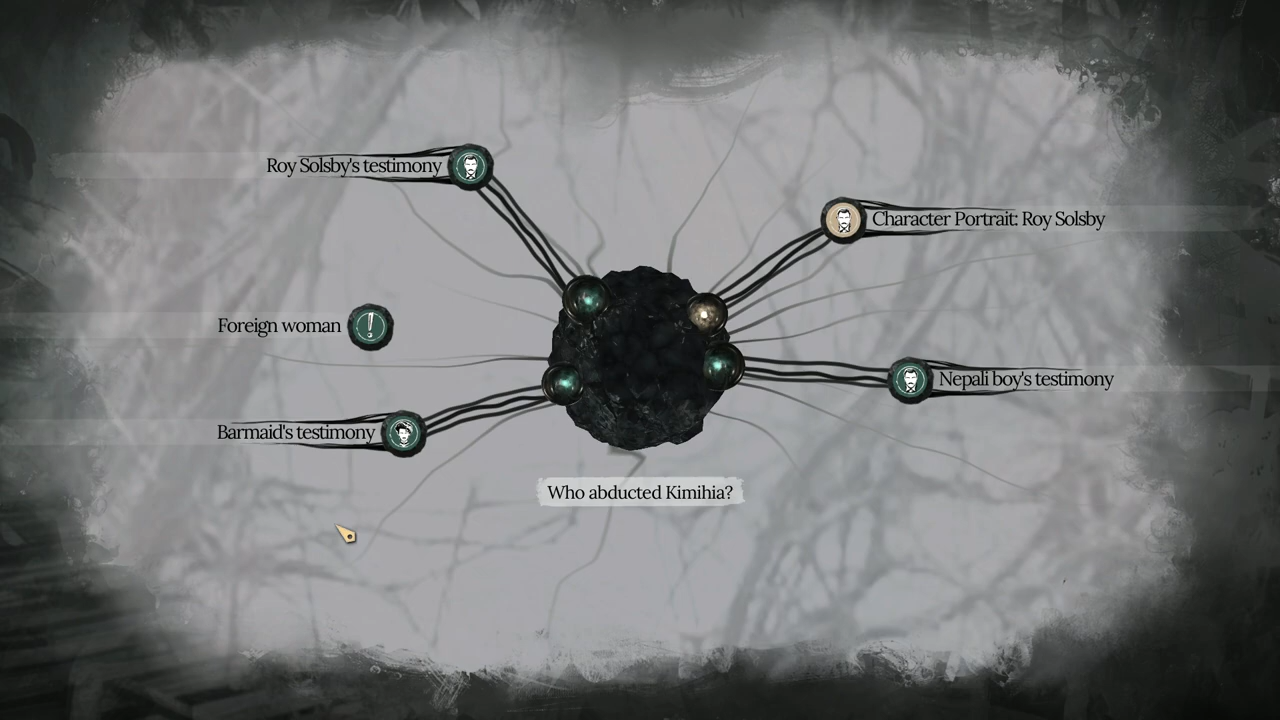 Roy Solsby's testimony
Character Portrait: Roy Solsby
Foreign woman
Nepali boy's testimony
Barmaid's testimony
Who abducted Kimihia?